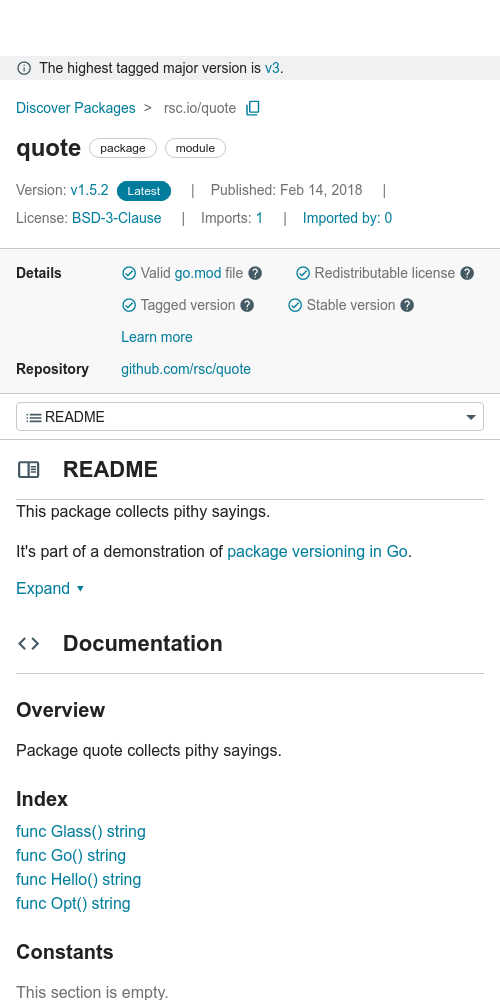 The highest tagged major version is v3.
Discover Packages > rsc.io/quote
quote package module
Version: v1.5.2 Latest | Published: Feb 14, 2018 |
License: BSD-3-Clause | Imports: 1 | Imported by: 0
Details Valid go.mod file Redistributable license
Tagged version Stable version
Learn more
Repository github.com/rsc/quote
README
README
This package collects pithy sayings.
It's part of a demonstration of package versioning in Go.
Expand
Documentation
Overview
Package quote collects pithy sayings.
Index
func Glass() string
func Go() string
func Hello() string
func Opt() string
Constants
This section is empty.